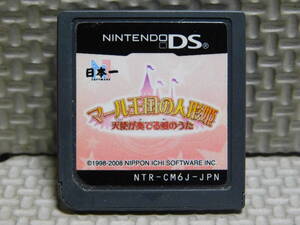 NINTENDO DS
日本一
SOFTWARE
マール王国の人形姫
天使が奏でる愛のうた
©1998-2008 NIPPON ICHI SOFTWARE INC.
NTR-CM6J-JPN